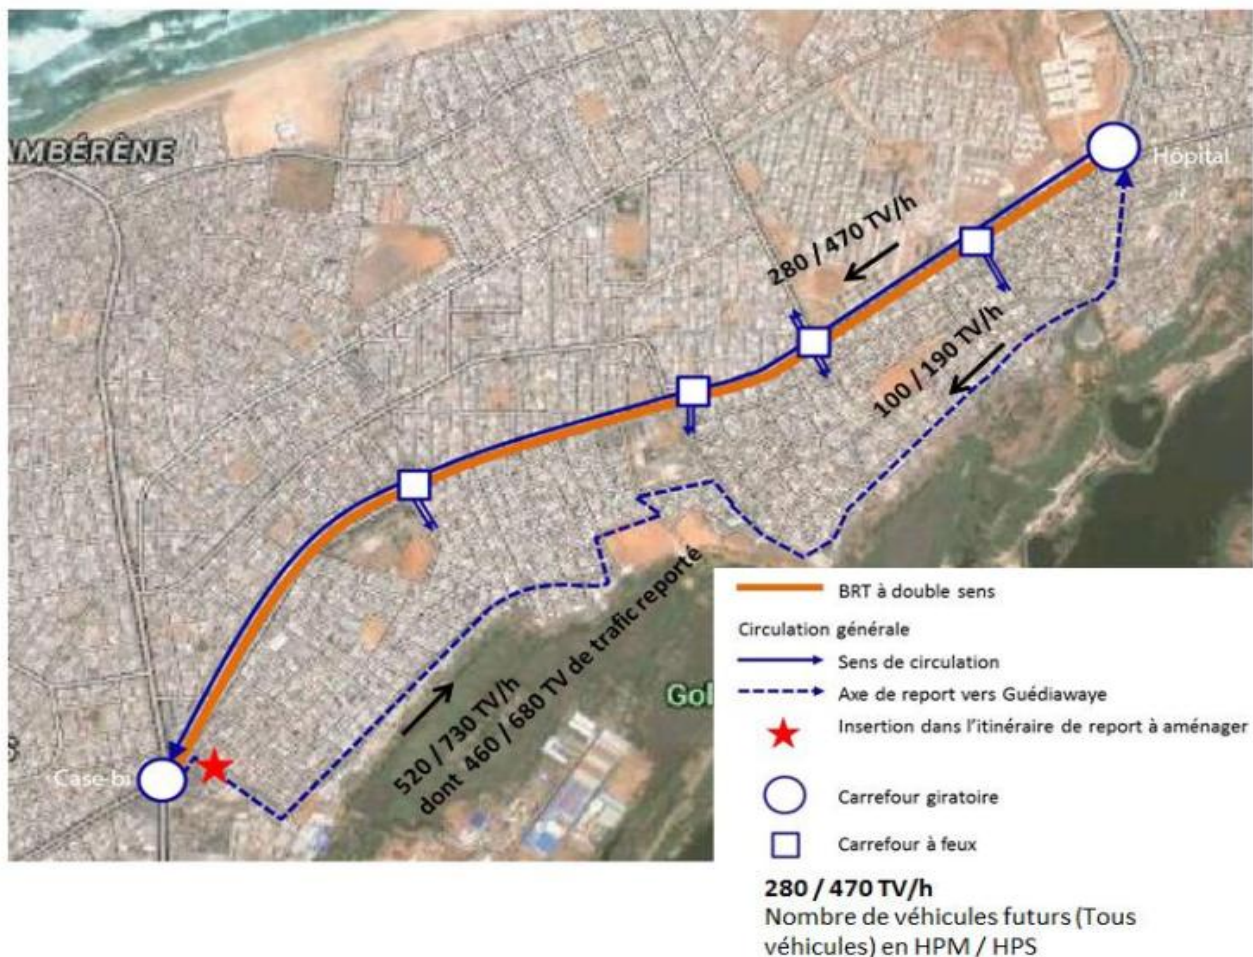 AMBÉRÈNE
Hôpital
280 / 470 TV/h
100 / 190 TV/h
520 / 730 TV/h
dont 460 / 680 TV de trafic reporté
Case-bi
Gol
BRT à double sens
Circulation générale
Sens de circulation
Axe de report vers Guédiawaye
Insertion dans l'itinéraire de report à aménager
Carrefour giratoire
Carrefour à feux
280 / 470 TV/h
Nombre de véhicules futurs (Tous
véhicules) en HPM / HPS